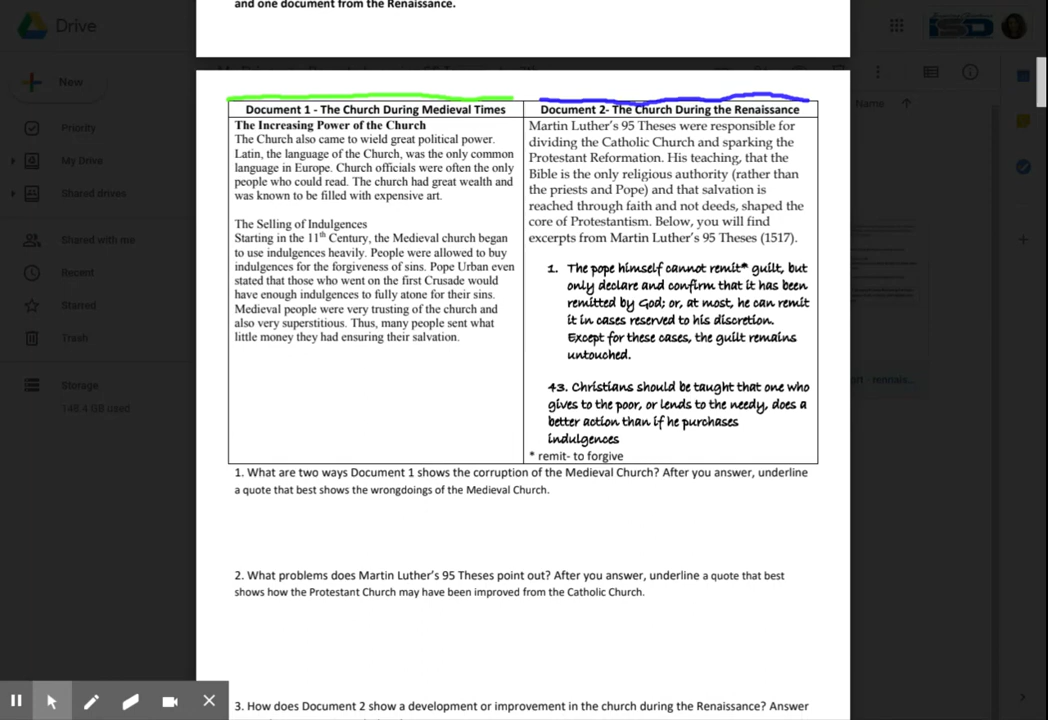 and one document from the Renaissance.
Drive
New
Priority
My Drive
Shared drives
Shared with me
Recent
Starred
Trash
Storage
148.4 GB used
Name
Document 1 - The Church During Medieval Times
The Increasing Power of the Church
The Church also came to wield great political power.
Latin, the language of the Church, was the only common
language in Europe. Church officials were often the only
people who could read. The church had great wealth and
was known to be filled with expensive art.
The Selling of Indulgences
Starting in the 11th Century, the Medieval church began
to use indulgences heavily. People were allowed to buy
indulgences for the forgiveness of sins. Pope Urban even
stated that those who went on the first Crusade would
have enough indulgences to fully atone for their sins.
Medieval people were very trusting of the church and
also very superstitious. Thus, many people sent what
little money they had ensuring their salvation.
Document 2- The Church During the Renaissance
Martin Luther's 95 Theses were responsible for
dividing the Catholic Church and sparking the
Protestant Reformation. His teaching, that the
Bible is the only religious authority (rather than
the priests and Pope) and that salvation is
reached through faith and not deeds, shaped the
core of Protestantism. Below, you will find
excerpts from Martin Luther's 95 Theses (1517).
1. The pope himself cannot remit* guilt, but
only declare and confirm that it has been
remitted by God; or, at most, he can remit
it in cases reserved to his discretion.
Except for these cases, the guilt remains
untouched.
43. Christians should be taught that one who
gives to the poor, or lends to the needy, does a
better action than if he purchases
indulgences
* remit- to forgive
1. What are two ways Document 1 shows the corruption of the Medieval Church? After you answer, underline
a quote that best shows the wrongdoings of the Medieval Church.
2. What problems does Martin Luther's 95 Theses point out? After you answer, underline a quote that best
shows how the Protestant Church may have been improved from the Catholic Church.
3. How does Document 2 show a development or improvement in the church during the Renaissance? Answer